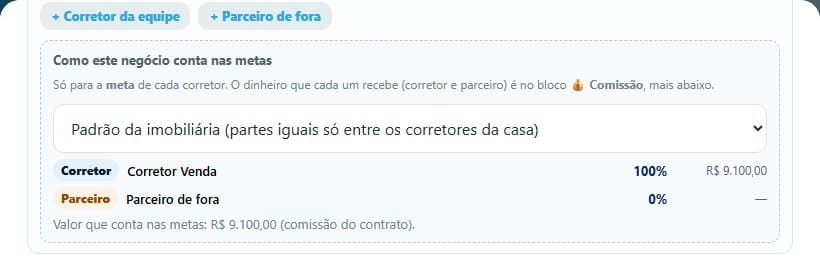 + Corretor da equipe + Parceiro de fora
Como este negócio conta nas metas
Só para a meta de cada corretor. O dinheiro que cada um recebe (corretor e parceiro) é no bloco 💰 Comissão, mais abaixo.
Padrão da imobiliária (partes iguais só entre os corretores da casa)
Corretor Corretor Venda 100% R$ 9.100,00
Parceiro Parceiro de fora 0% —
Valor que conta nas metas: R$ 9.100,00 (comissão do contrato).